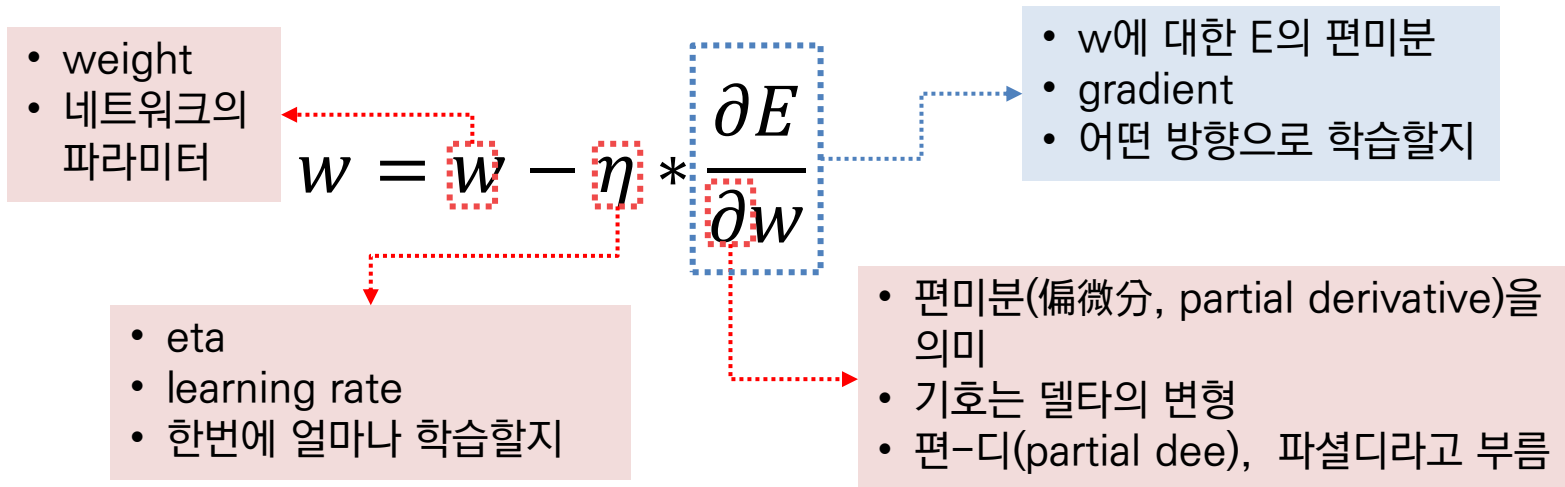 • weight
• 네트워크의
파라미터
w = w − η * ∂E/∂w
• w에 대한 E의 편미분
• gradient
• 어떤 방향으로 학습할지
• eta
• learning rate
• 한번에 얼마나 학습할지
• 편미분(偏微分, partial derivative)을
의미
• 기호는 델타의 변형
• 편-디(partial dee), 파셜디라고 부름